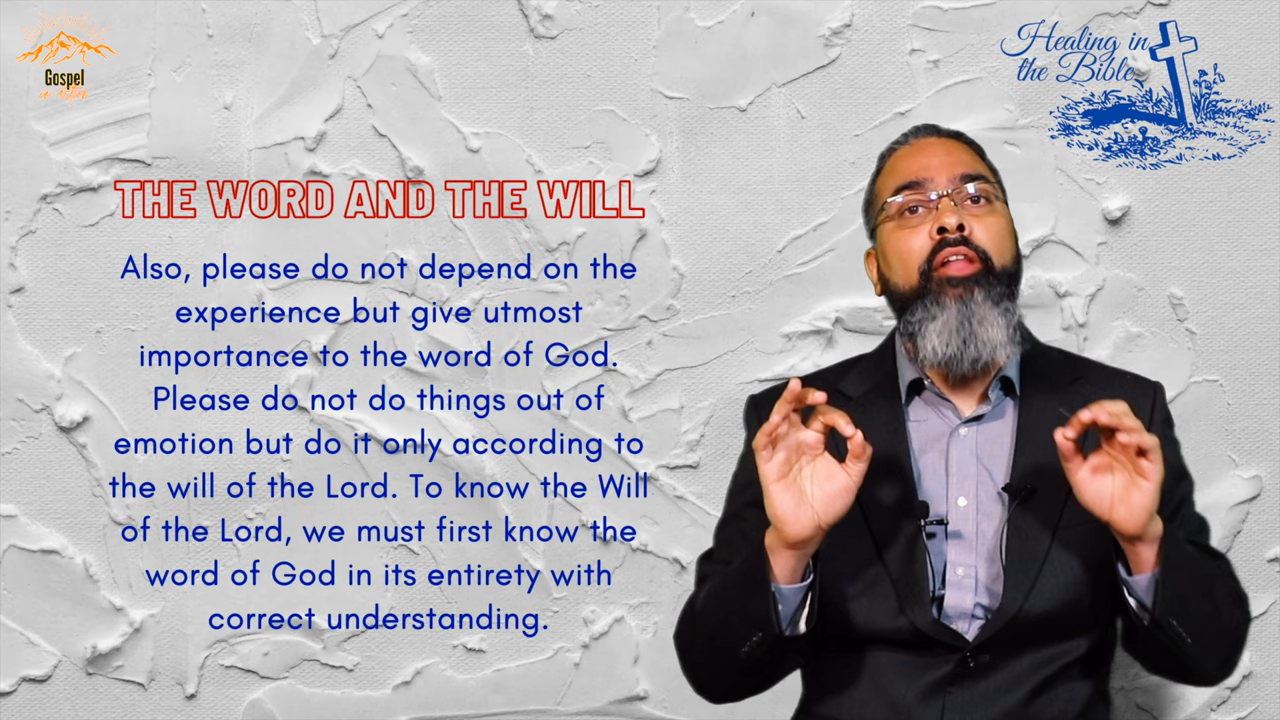 Gospel
Healing in
the Bible
THE WORD AND THE WILL
Also, please do not depend on the
experience but give utmost
importance to the word of God.
Please do not do things out of
emotion but do it only according to
the will of the Lord. To know the Will
of the Lord, we must first know the
word of God in its entirety with
correct understanding.